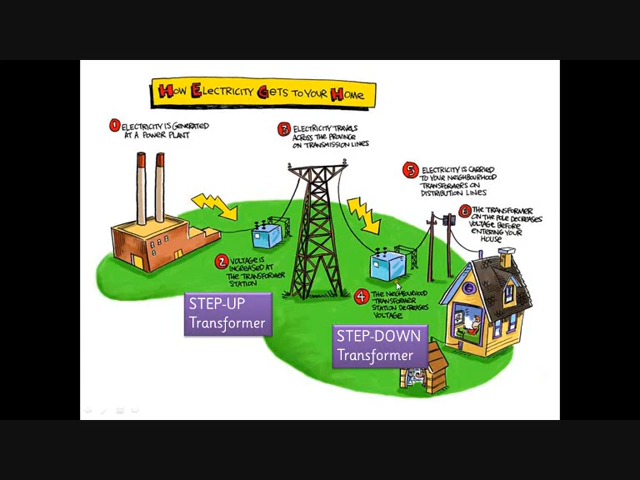 How Electricity Gets to Your Home
1 ELECTRICITY IS GENERATED
AT A POWER PLANT
2 VOLTAGE IS
INCREASED AT
THE TRANSFORMER
STATION
STEP-UP
Transformer
3 ELECTRICITY TRAVELS
ACROSS THE PROVINCE
ON TRANSMISSION LINES
4 THE NEIGHBOURHOOD
TRANSFORMER
STATION DECREASES
VOLTAGE
STEP-DOWN
Transformer
5 ELECTRICITY IS CARRIED
TO YOUR NEIGHBOURHOOD
TRANSFORMERS ON
DISTRIBUTION LINES
6 THE TRANSFORMER
ON THE POLE DECREASES
VOLTAGE BEFORE
ENTERING YOUR
HOUSE